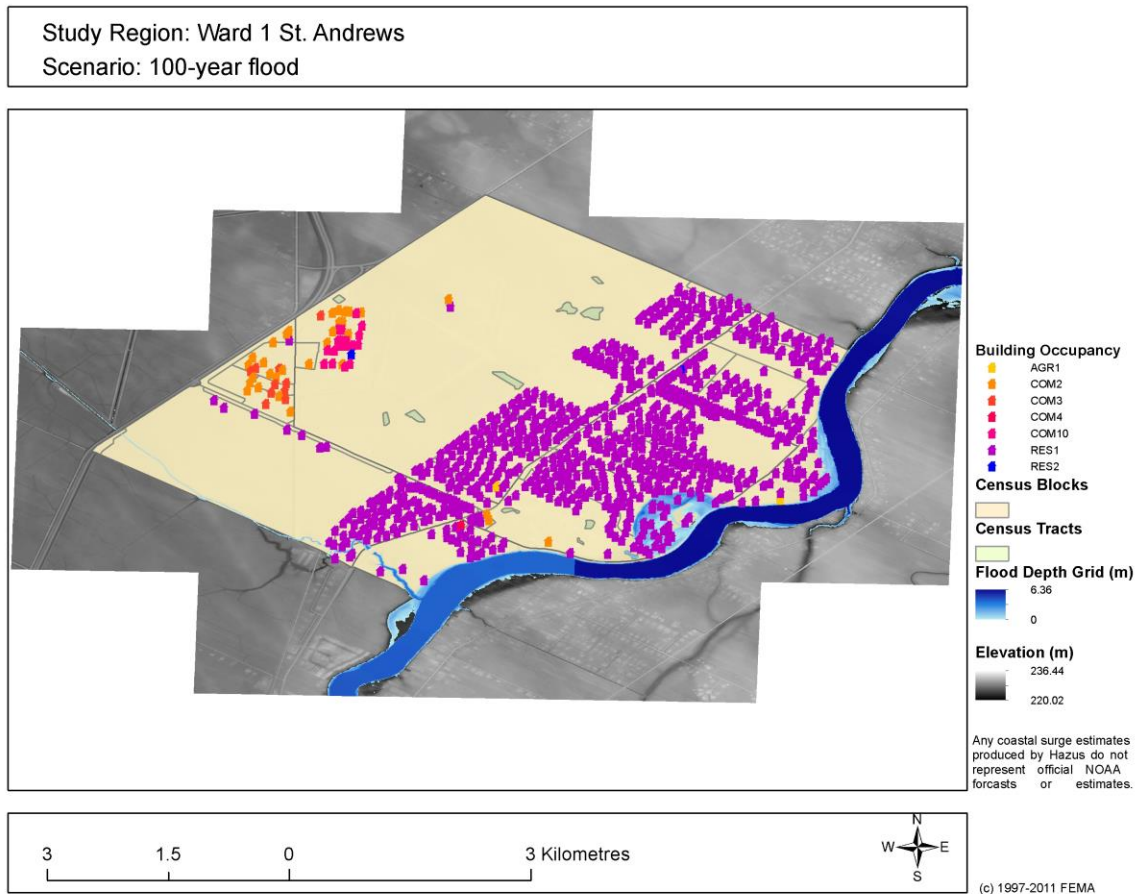 Study Region: Ward 1 St. Andrews
Scenario: 100-year flood
Building Occupancy
AGR1
COM2
COM3
COM4
COM10
RES1
RES2
Census Blocks
Census Tracts
Flood Depth Grid (m)
6.36
0
Elevation (m)
236.44
220.02
Any coastal surge estimates
produced by Hazus do not
represent official NOAA
forcasts or estimates.
3 1.5 0 3 Kilometres
N
W E
S
(c) 1997-2011 FEMA